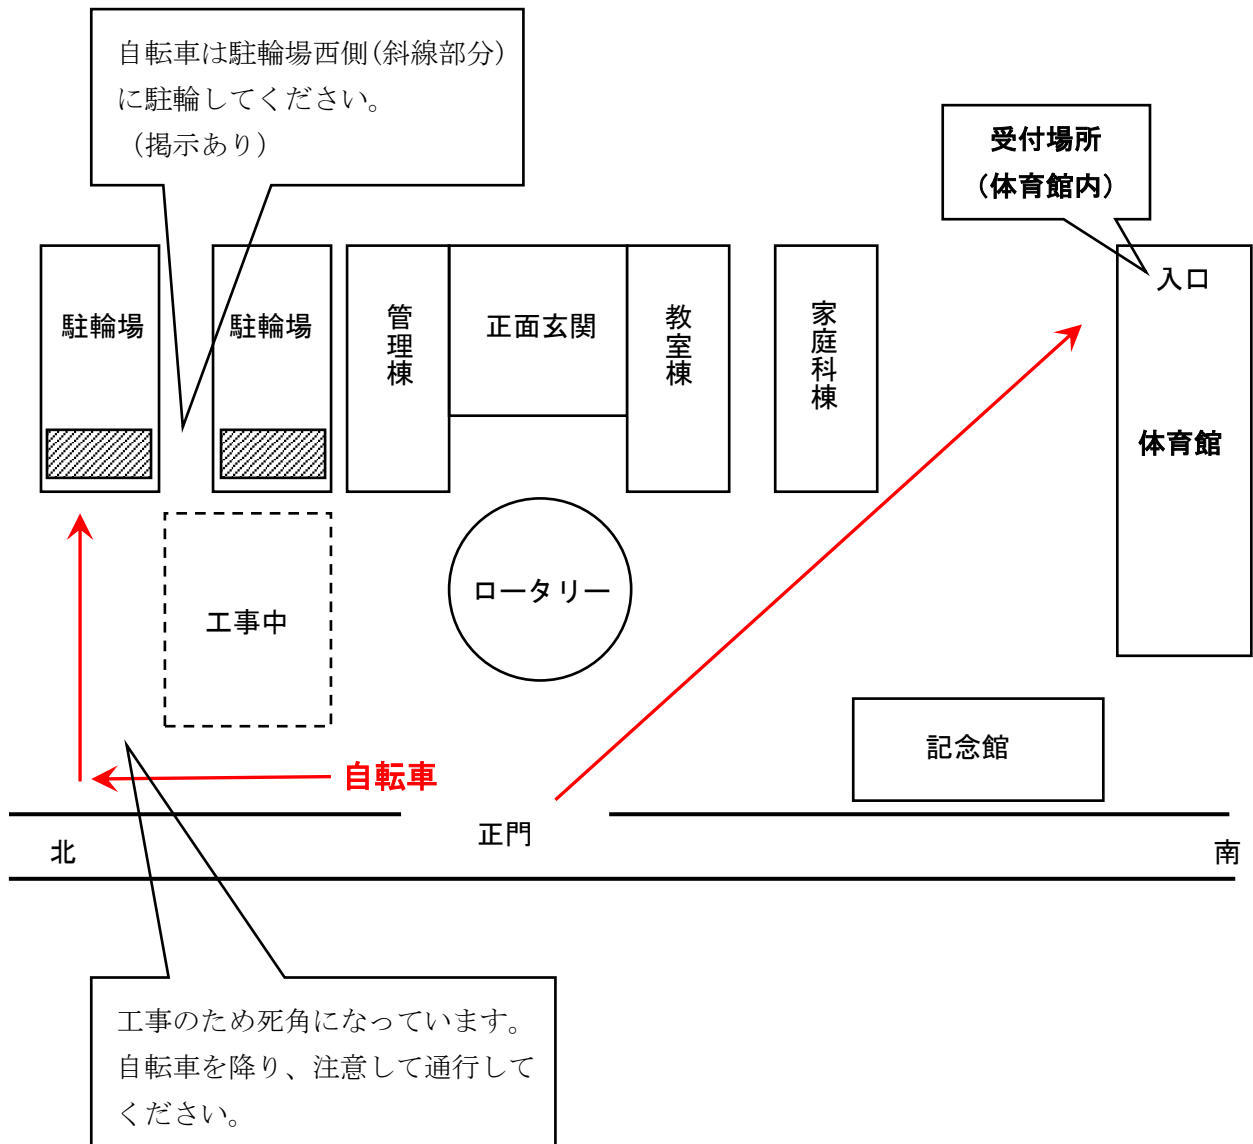 自転車は駐輪場西側(斜線部分)
に駐輪してください。
（掲示あり）
受付場所
（体育館内）
入口
駐輪場
駐輪場
管理棟
正面玄関
教室棟
家庭科棟
体育館
ロータリー
工事中
記念館
自転車
正門
北
南
工事のため死角になっています。
自転車を降り、注意して通行して
ください。